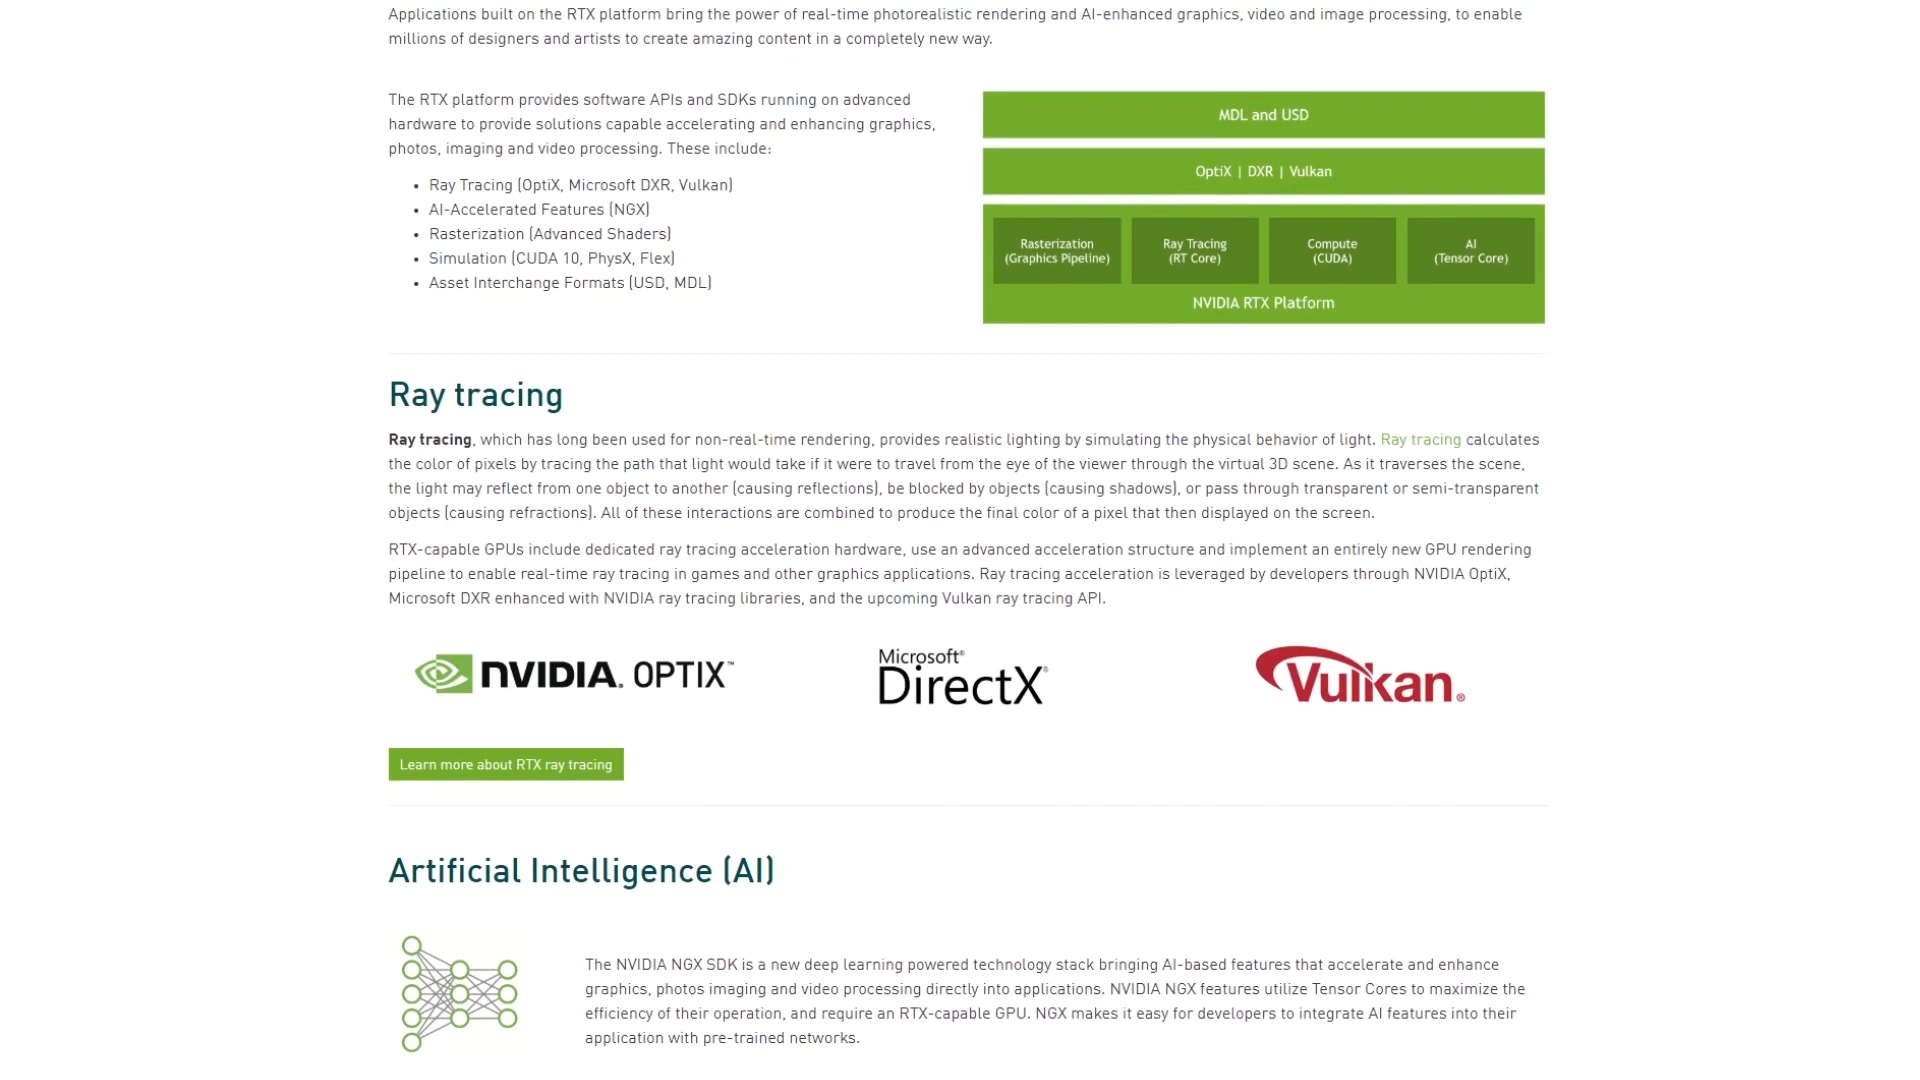 Applications built on the RTX platform bring the power of real-time photorealistic rendering and AI-enhanced graphics, video and image processing, to enable
millions of designers and artists to create amazing content in a completely new way.
The RTX platform provides software APIs and SDKs running on advanced
hardware to provide solutions capable accelerating and enhancing graphics,
photos, imaging and video processing. These include:
• Ray Tracing (OptiX, Microsoft DXR, Vulkan)
• AI-Accelerated Features (NGX)
• Rasterization (Advanced Shaders)
• Simulation (CUDA 10, PhysX, Flex)
• Asset Interchange Formats (USD, MDL)
MDL and USD
OptiX | DXR | Vulkan
Rasterization
(Graphics Pipeline)
Ray Tracing
(RT Core)
Compute
(CUDA)
AI
(Tensor Core)
NVIDIA RTX Platform
Ray tracing
Ray tracing, which has long been used for non-real-time rendering, provides realistic lighting by simulating the physical behavior of light. Ray tracing calculates
the color of pixels by tracing the path that light would take if it were to travel from the eye of the viewer through the virtual 3D scene. As it traverses the scene,
the light may reflect from one object to another (causing reflections), be blocked by objects (causing shadows), or pass through transparent or semi-transparent
objects (causing refractions). All of these interactions are combined to produce the final color of a pixel that then displayed on the screen.
RTX-capable GPUs include dedicated ray tracing acceleration hardware, use an advanced acceleration structure and implement an entirely new GPU rendering
pipeline to enable real-time ray tracing in games and other graphics applications. Ray tracing acceleration is leveraged by developers through NVIDIA OptiX,
Microsoft DXR enhanced with NVIDIA ray tracing libraries, and the upcoming Vulkan ray tracing API.
NVIDIA. OPTIX™
Microsoft®
DirectX®
Vulkan®
Learn more about RTX ray tracing
Artificial Intelligence (AI)
The NVIDIA NGX SDK is a new deep learning powered technology stack bringing AI-based features that accelerate and enhance
graphics, photos imaging and video processing directly into applications. NVIDIA NGX features utilize Tensor Cores to maximize the
efficiency of their operation, and require an RTX-capable GPU. NGX makes it easy for developers to integrate AI features into their
application with pre-trained networks.